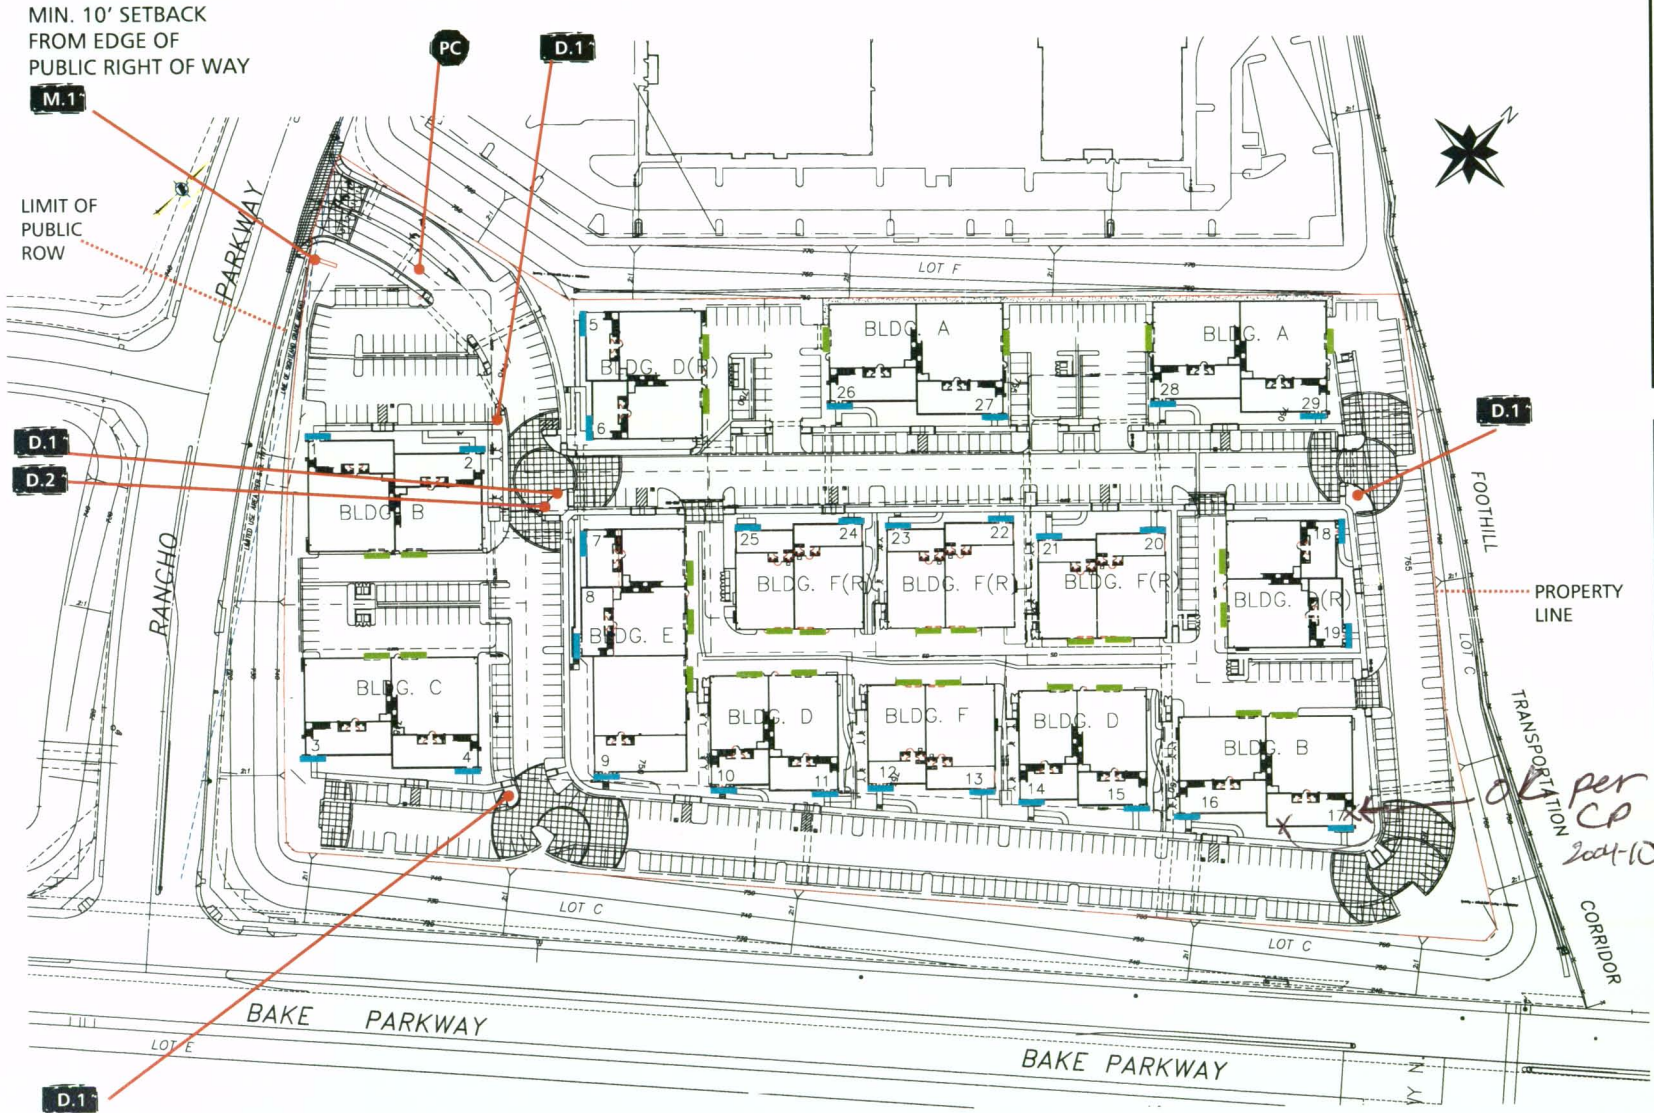 MIN. 10' SETBACK
FROM EDGE OF
PUBLIC RIGHT OF WAY
M.1
PC
D.1
N
LIMIT OF
PUBLIC
ROW
PARKWAY
RANCHO
LOT F
BLDG. D(R)
5
6
BLDG. A
26
27
BLDG. A
28
29
D.1
D.1
D.2
1
2
BLDG. B
7
8
BLDG. E
9
25
24
BLDG. F(R)
23
22
BLDG. F(R)
21
20
BLDG. F(R)
18
BLDG. D(R)
19
FOOTHILL
765
PROPERTY
LINE
LOT C
TRANSPORTATION
CORRIDOR
BLDG. C
3
4
BLDG. D
10
11
BLDG. F
12
13
BLDG. D
14
15
BLDG. B
16
17
OK per
CP
2004-10
LOT C
LOT C
BAKE PARKWAY
LOT E
BAKE PARKWAY
D.1